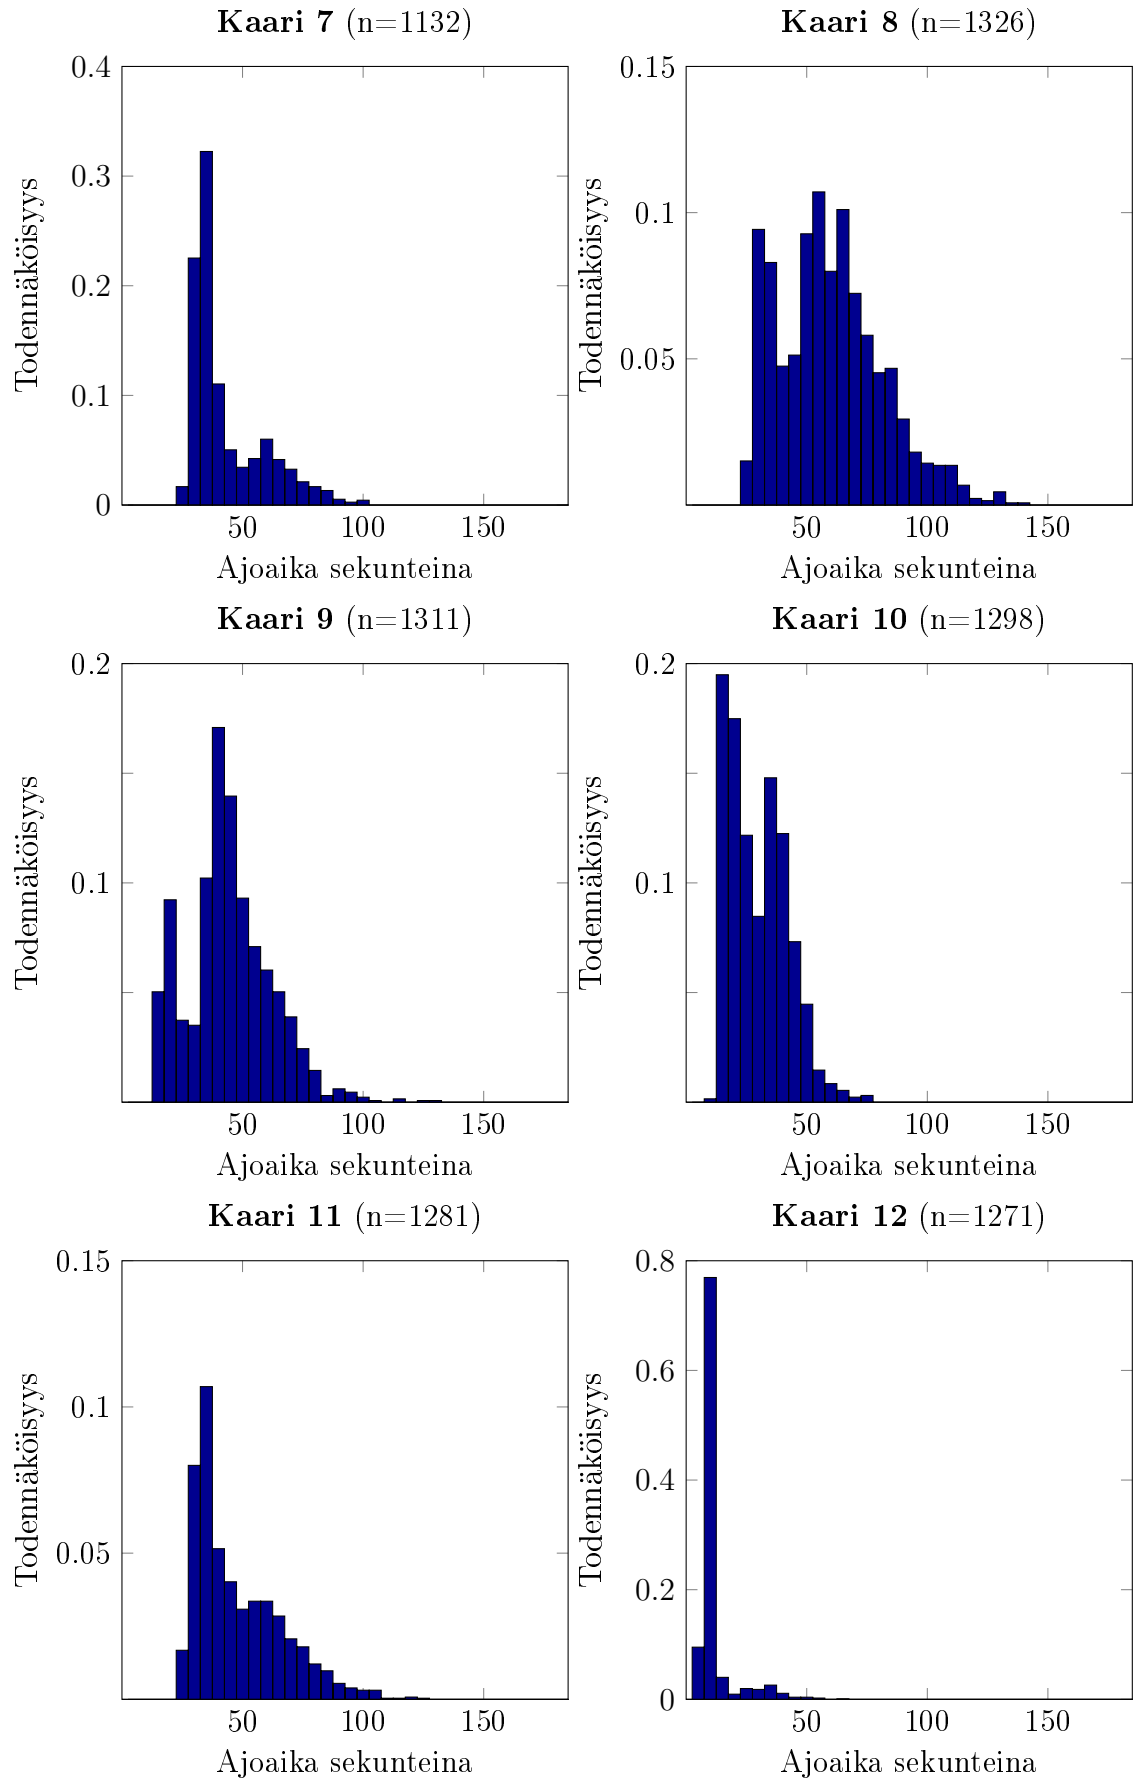 Kaari 7 (n=1132)
0.4
0.3
0.2
0.1
0
Todennäköisyys
50 100 150
Ajoaika sekunteina
Kaari 8 (n=1326)
0.15
0.1
0.05
Todennäköisyys
50 100 150
Ajoaika sekunteina
Kaari 9 (n=1311)
0.2
0.1
Todennäköisyys
50 100 150
Ajoaika sekunteina
Kaari 10 (n=1298)
0.2
0.1
Todennäköisyys
50 100 150
Ajoaika sekunteina
Kaari 11 (n=1281)
0.15
0.1
0.05
Todennäköisyys
50 100 150
Ajoaika sekunteina
Kaari 12 (n=1271)
0.8
0.6
0.4
0.2
0
Todennäköisyys
50 100 150
Ajoaika sekunteina